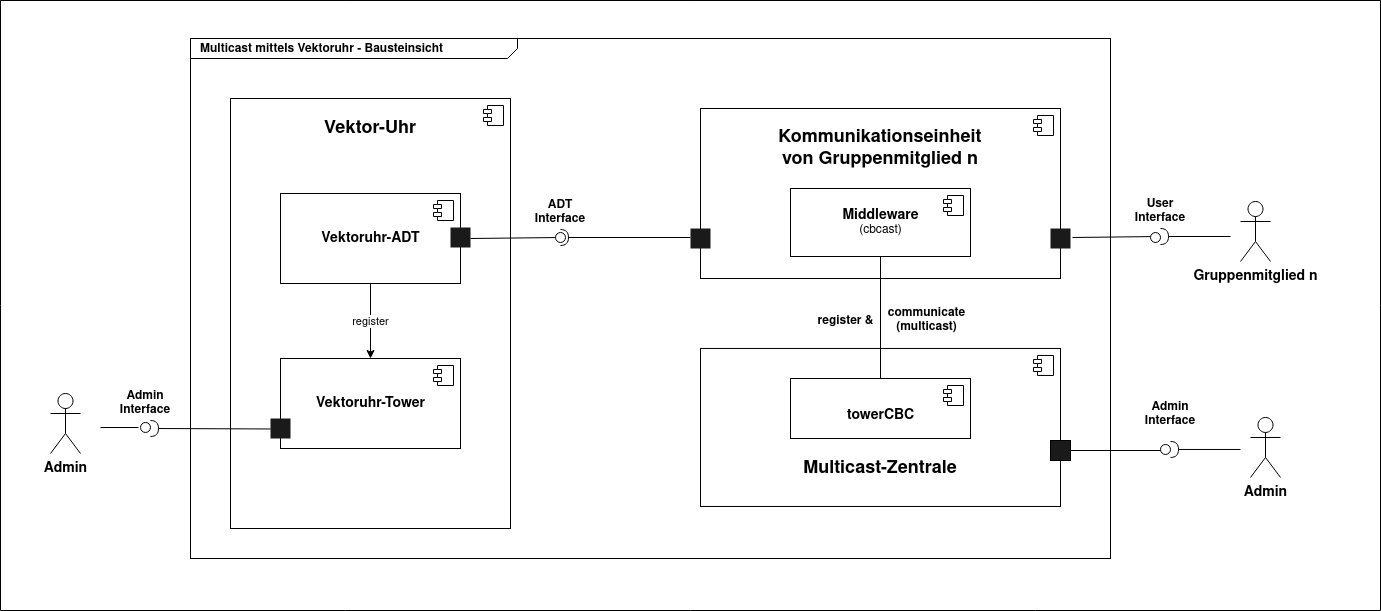 Multicast mittels Vektoruhr - Bausteinsicht
Vektor-Uhr
Vektoruhr-ADT
register
Vektoruhr-Tower
Admin
Interface
Admin
ADT
Interface
Kommunikationseinheit
von Gruppenmitglied n
Middleware
(cbcast)
register &
communicate
(multicast)
towerCBC
Multicast-Zentrale
User
Interface
Gruppenmitglied n
Admin
Interface
Admin